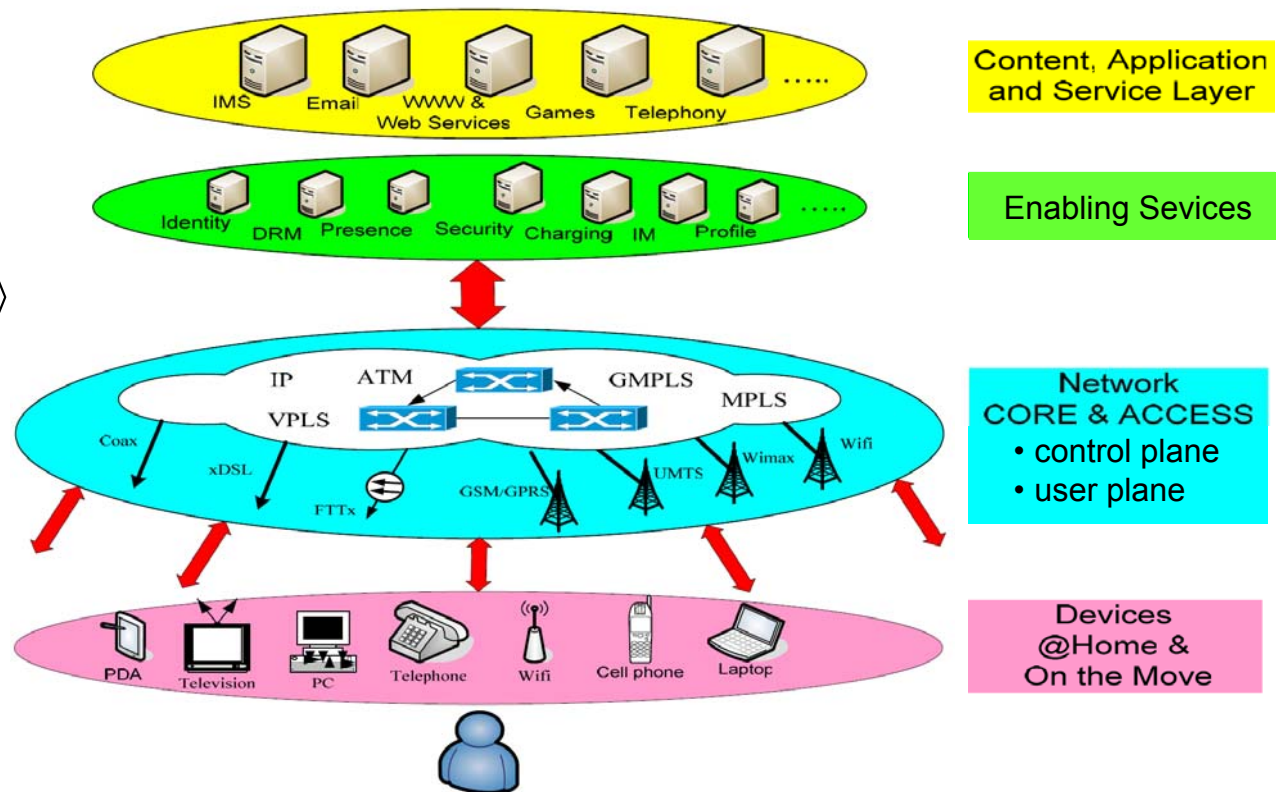 IMS
Email
WWW &
Web Services
Games
Telephony
.....
Content, Application
and Service Layer
Identity
DRM
Presence
Security
Charging
IM
Profile
.....
Enabling Sevices
IP
ATM
GMPLS
VPLS
MPLS
Coax
xDSL
FTTx
GSM/GPRS
UMTS
Wimax
Wifi
Network
CORE & ACCESS
• control plane
• user plane
PDA
Television
PC
Telephone
Wifi
Cell phone
Laptop
Devices
@Home &
On the Move